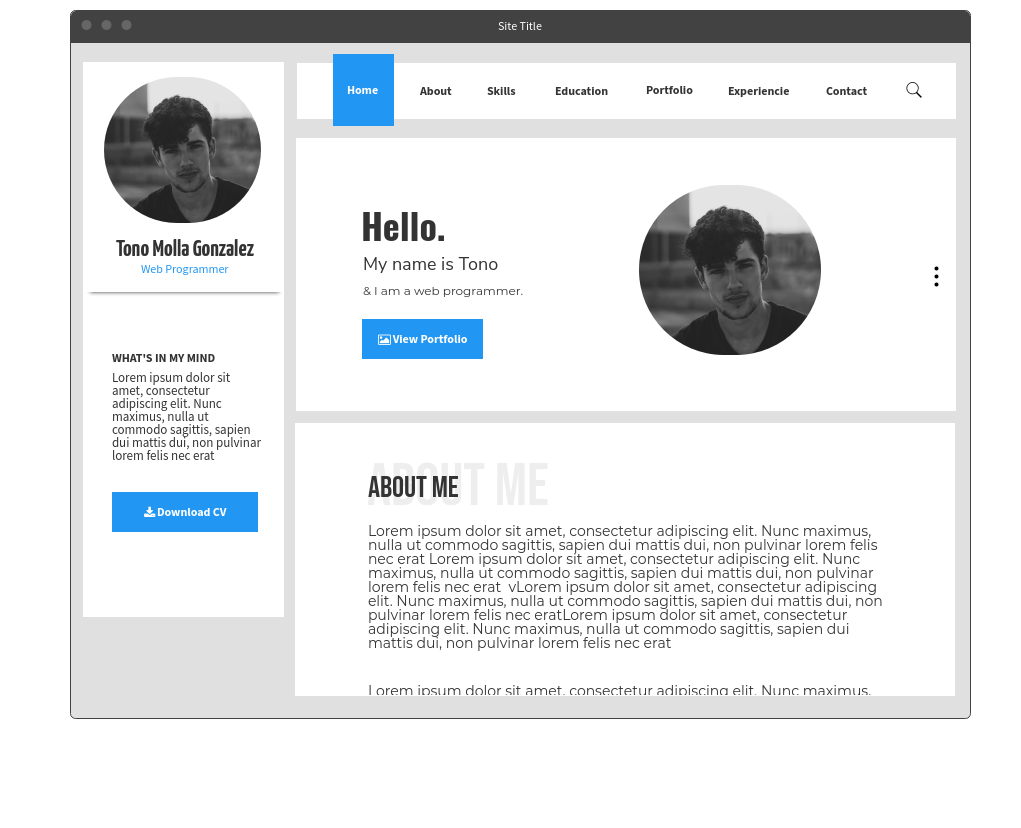 Site Title
Tono Molla Gonzalez
Web Programmer
WHAT'S IN MY MIND
Lorem ipsum dolor sit
amet, consectetur
adipiscing elit. Nunc
maximus, nulla ut
commodo sagittis, sapien
dui mattis dui, non pulvinar
lorem felis nec erat
Download CV
Home About Skills Education Portfolio Experiencie Contact
Hello.
My name is Tono
& I am a web programmer.
View Portfolio
ABOUT ME
ABOUT ME
Lorem ipsum dolor sit amet, consectetur adipiscing elit. Nunc maximus,
nulla ut commodo sagittis, sapien dui mattis dui, non pulvinar lorem felis
nec erat Lorem ipsum dolor sit amet, consectetur adipiscing elit. Nunc
maximus, nulla ut commodo sagittis, sapien dui mattis dui, non pulvinar
lorem felis nec erat  vLorem ipsum dolor sit amet, consectetur adipiscing
elit. Nunc maximus, nulla ut commodo sagittis, sapien dui mattis dui, non
pulvinar lorem felis nec eratLorem ipsum dolor sit amet, consectetur
adipiscing elit. Nunc maximus, nulla ut commodo sagittis, sapien dui
mattis dui, non pulvinar lorem felis nec erat
Lorem ipsum dolor sit amet, consectetur adipiscing elit. Nunc maximus,